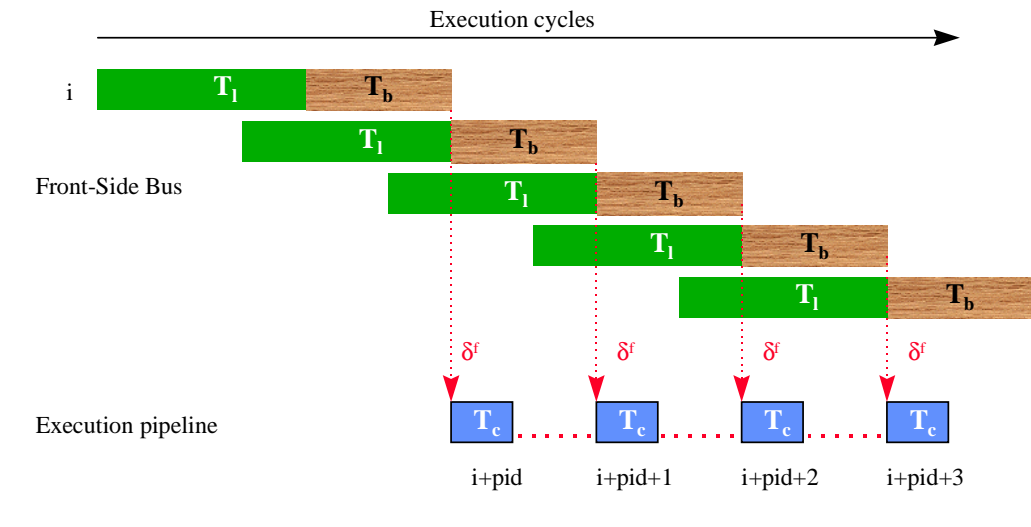 Execution cycles
i
T_l T_b
T_l T_b
Front-Side Bus
T_l T_b
T_l T_b
T_l T_b
δ^f δ^f δ^f δ^f
Execution pipeline
T_c T_c T_c T_c
i+pid i+pid+1 i+pid+2 i+pid+3